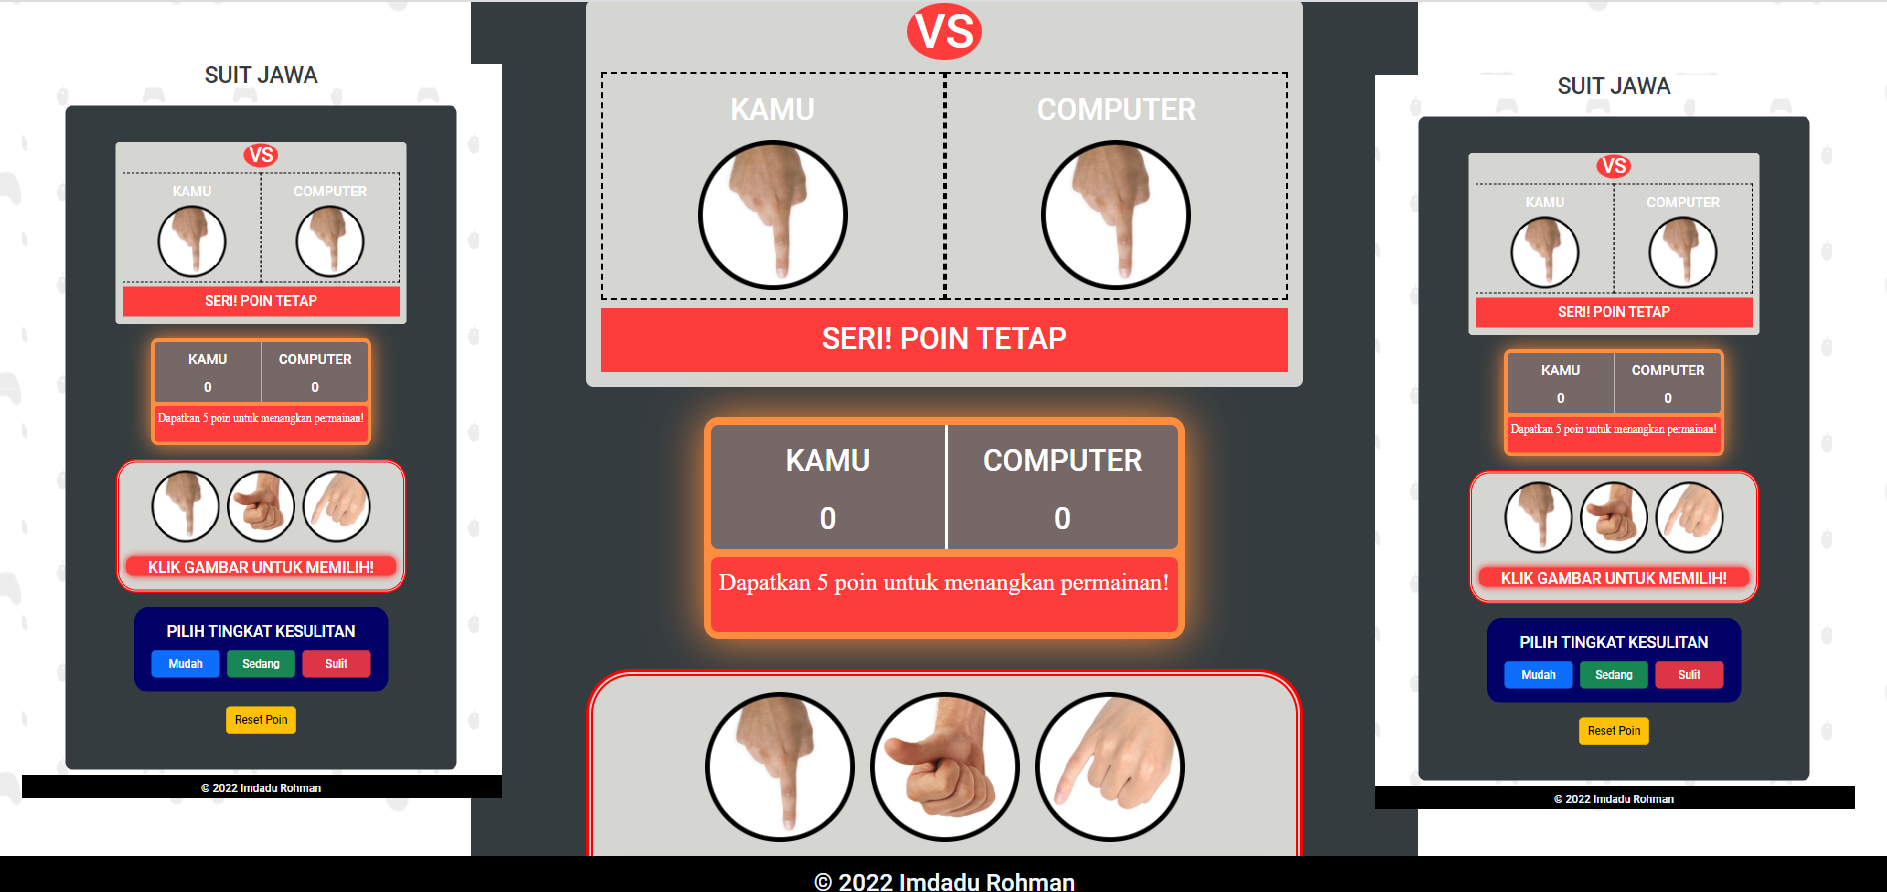 SUIT JAWA
VS
KAMU COMPUTER
SERI! POIN TETAP
KAMU COMPUTER
0 0
Dapatkan 5 poin untuk menangkan permainan!
KLIK GAMBAR UNTUK MEMILIH!
PILIH TINGKAT KESULITAN
Mudah Sedang Sulit
Reset Poin
© 2022 Imdadu Rohman
VS
KAMU COMPUTER
SERI! POIN TETAP
KAMU COMPUTER
0 0
Dapatkan 5 poin untuk menangkan permainan!
© 2022 Imdadu Rohman
SUIT JAWA
VS
KAMU COMPUTER
SERI! POIN TETAP
KAMU COMPUTER
0 0
Dapatkan 5 poin untuk menangkan permainan!
KLIK GAMBAR UNTUK MEMILIH!
PILIH TINGKAT KESULITAN
Mudah Sedang Sulit
Reset Poin
© 2022 Imdadu Rohman